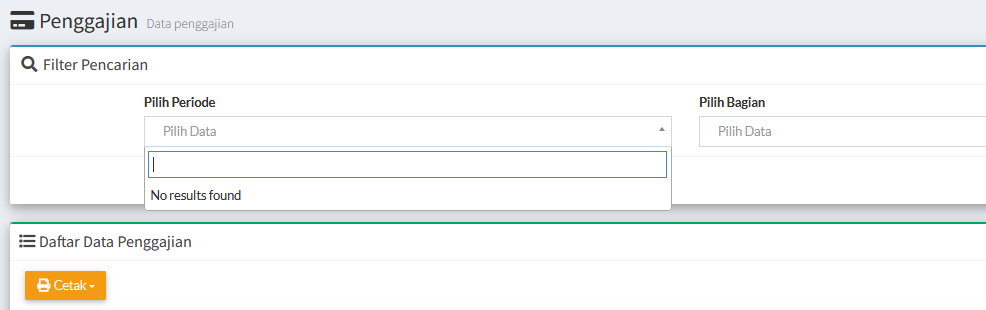 Penggajian Data penggajian
Filter Pencarian
Pilih Periode Pilih Bagian
Pilih Data Pilih Data
No results found
Daftar Data Penggajian
Cetak